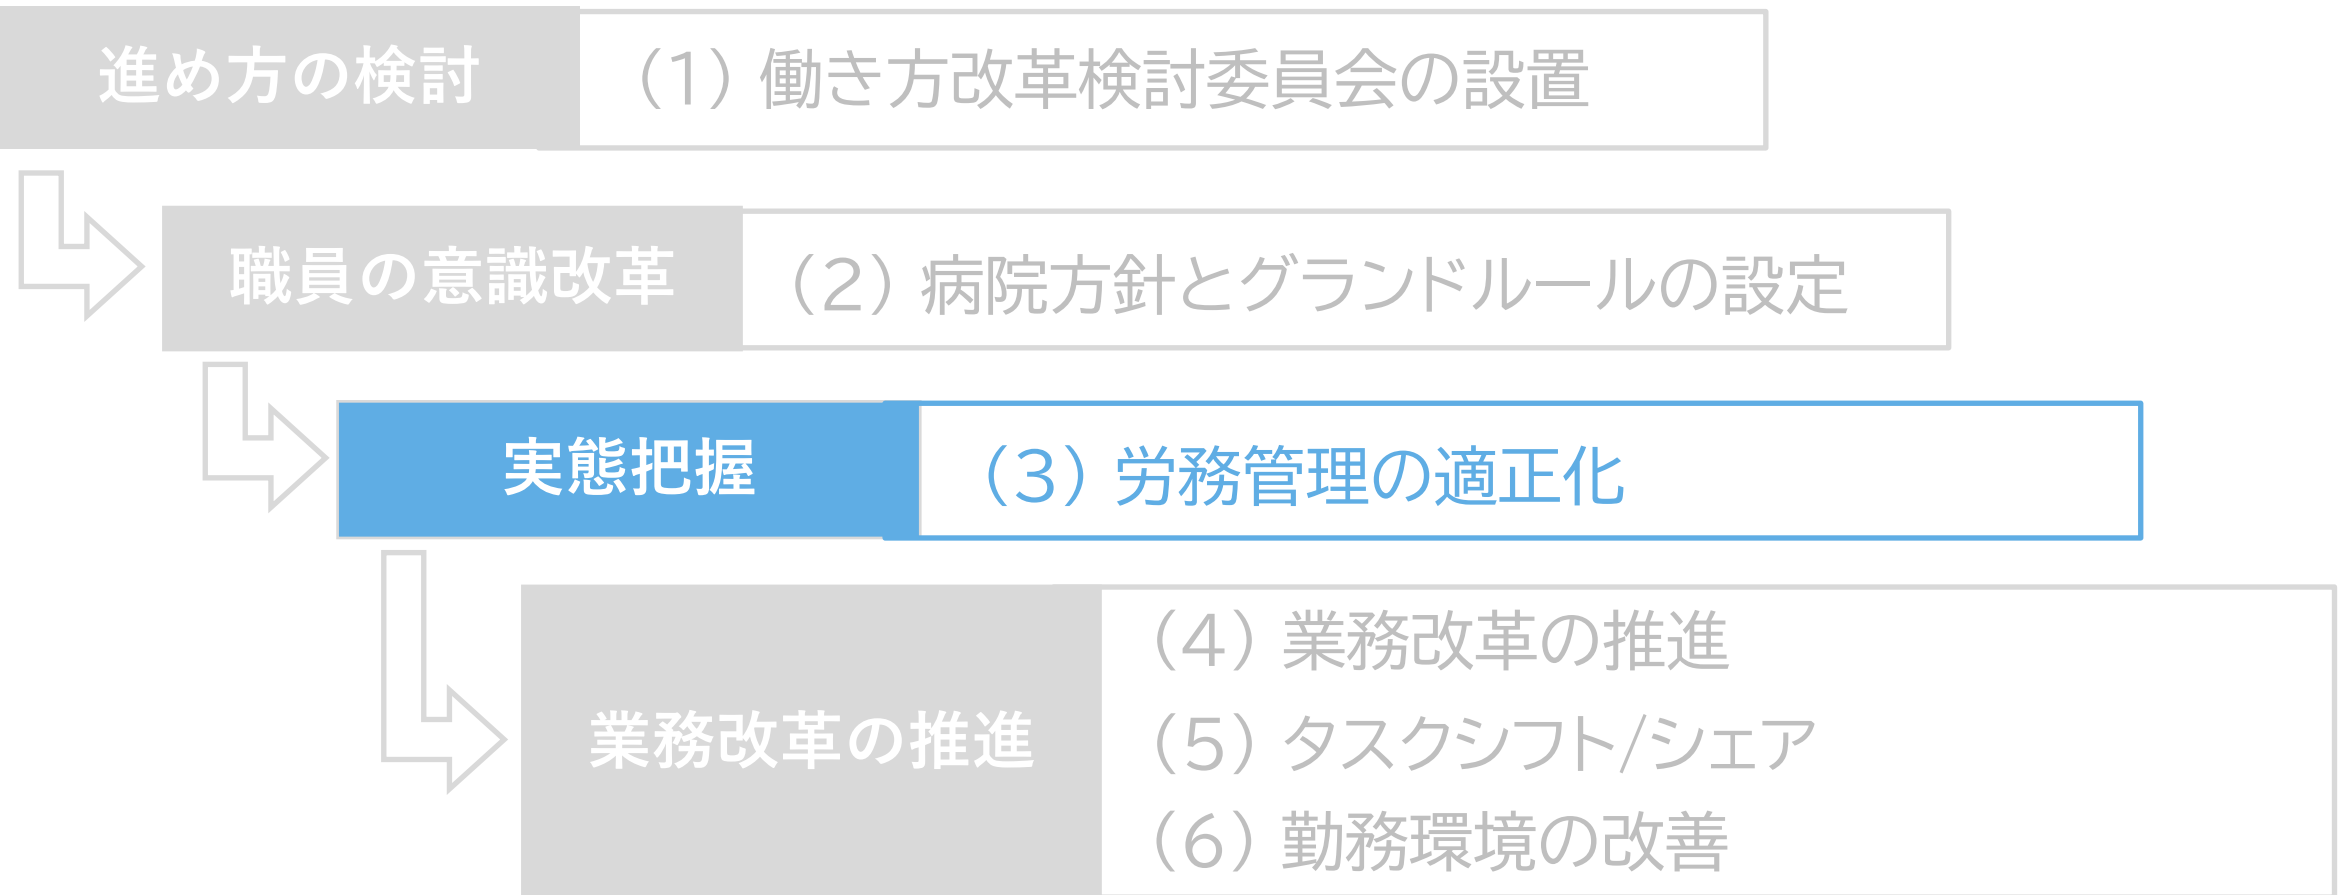 進め方の検討
（1）働き方改革検討委員会の設置
職員の意識改革
（2）病院方針とグランドルールの設定
実態把握
（3）労務管理の適正化
業務改革の推進
（4）業務改革の推進
（5）タスクシフト/シェア
（6）勤務環境の改善